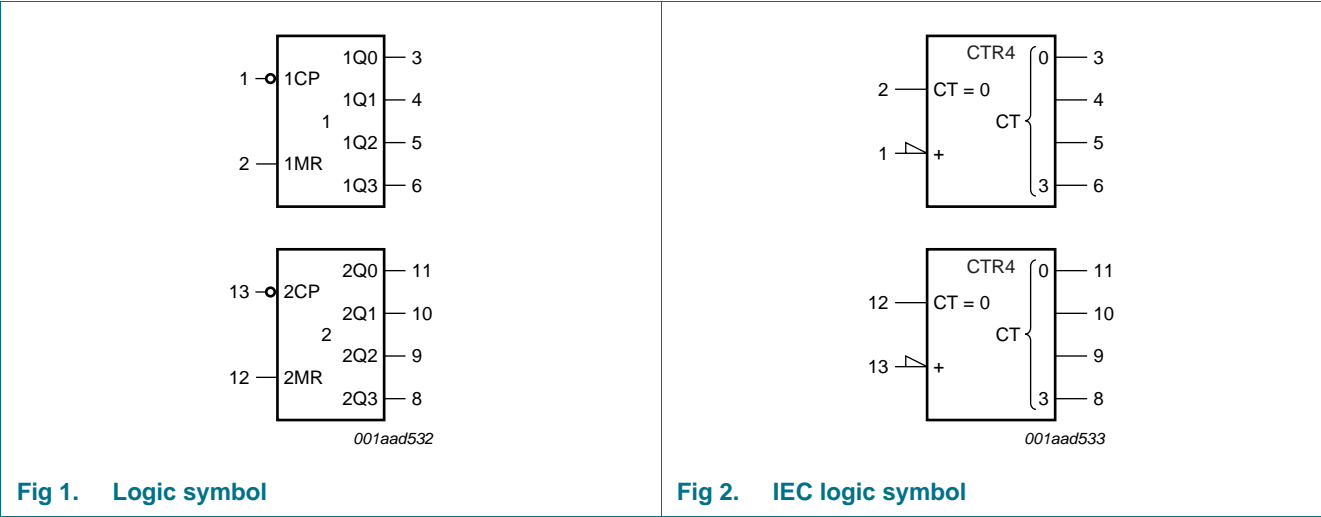 1Q0 3
1 1CP
1Q1 4
1
1Q2 5
2 1MR
1Q3 6
2Q0 11
13 2CP
2Q1 10
2
2Q2 9
12 2MR
2Q3 8
001aad532
Fig 1. Logic symbol
CTR4 0 3
2 CT = 0
4
CT
5
1 +
3 6
CTR4 0 11
12 CT = 0
10
CT
9
13 +
3 8
001aad533
Fig 2. IEC logic symbol